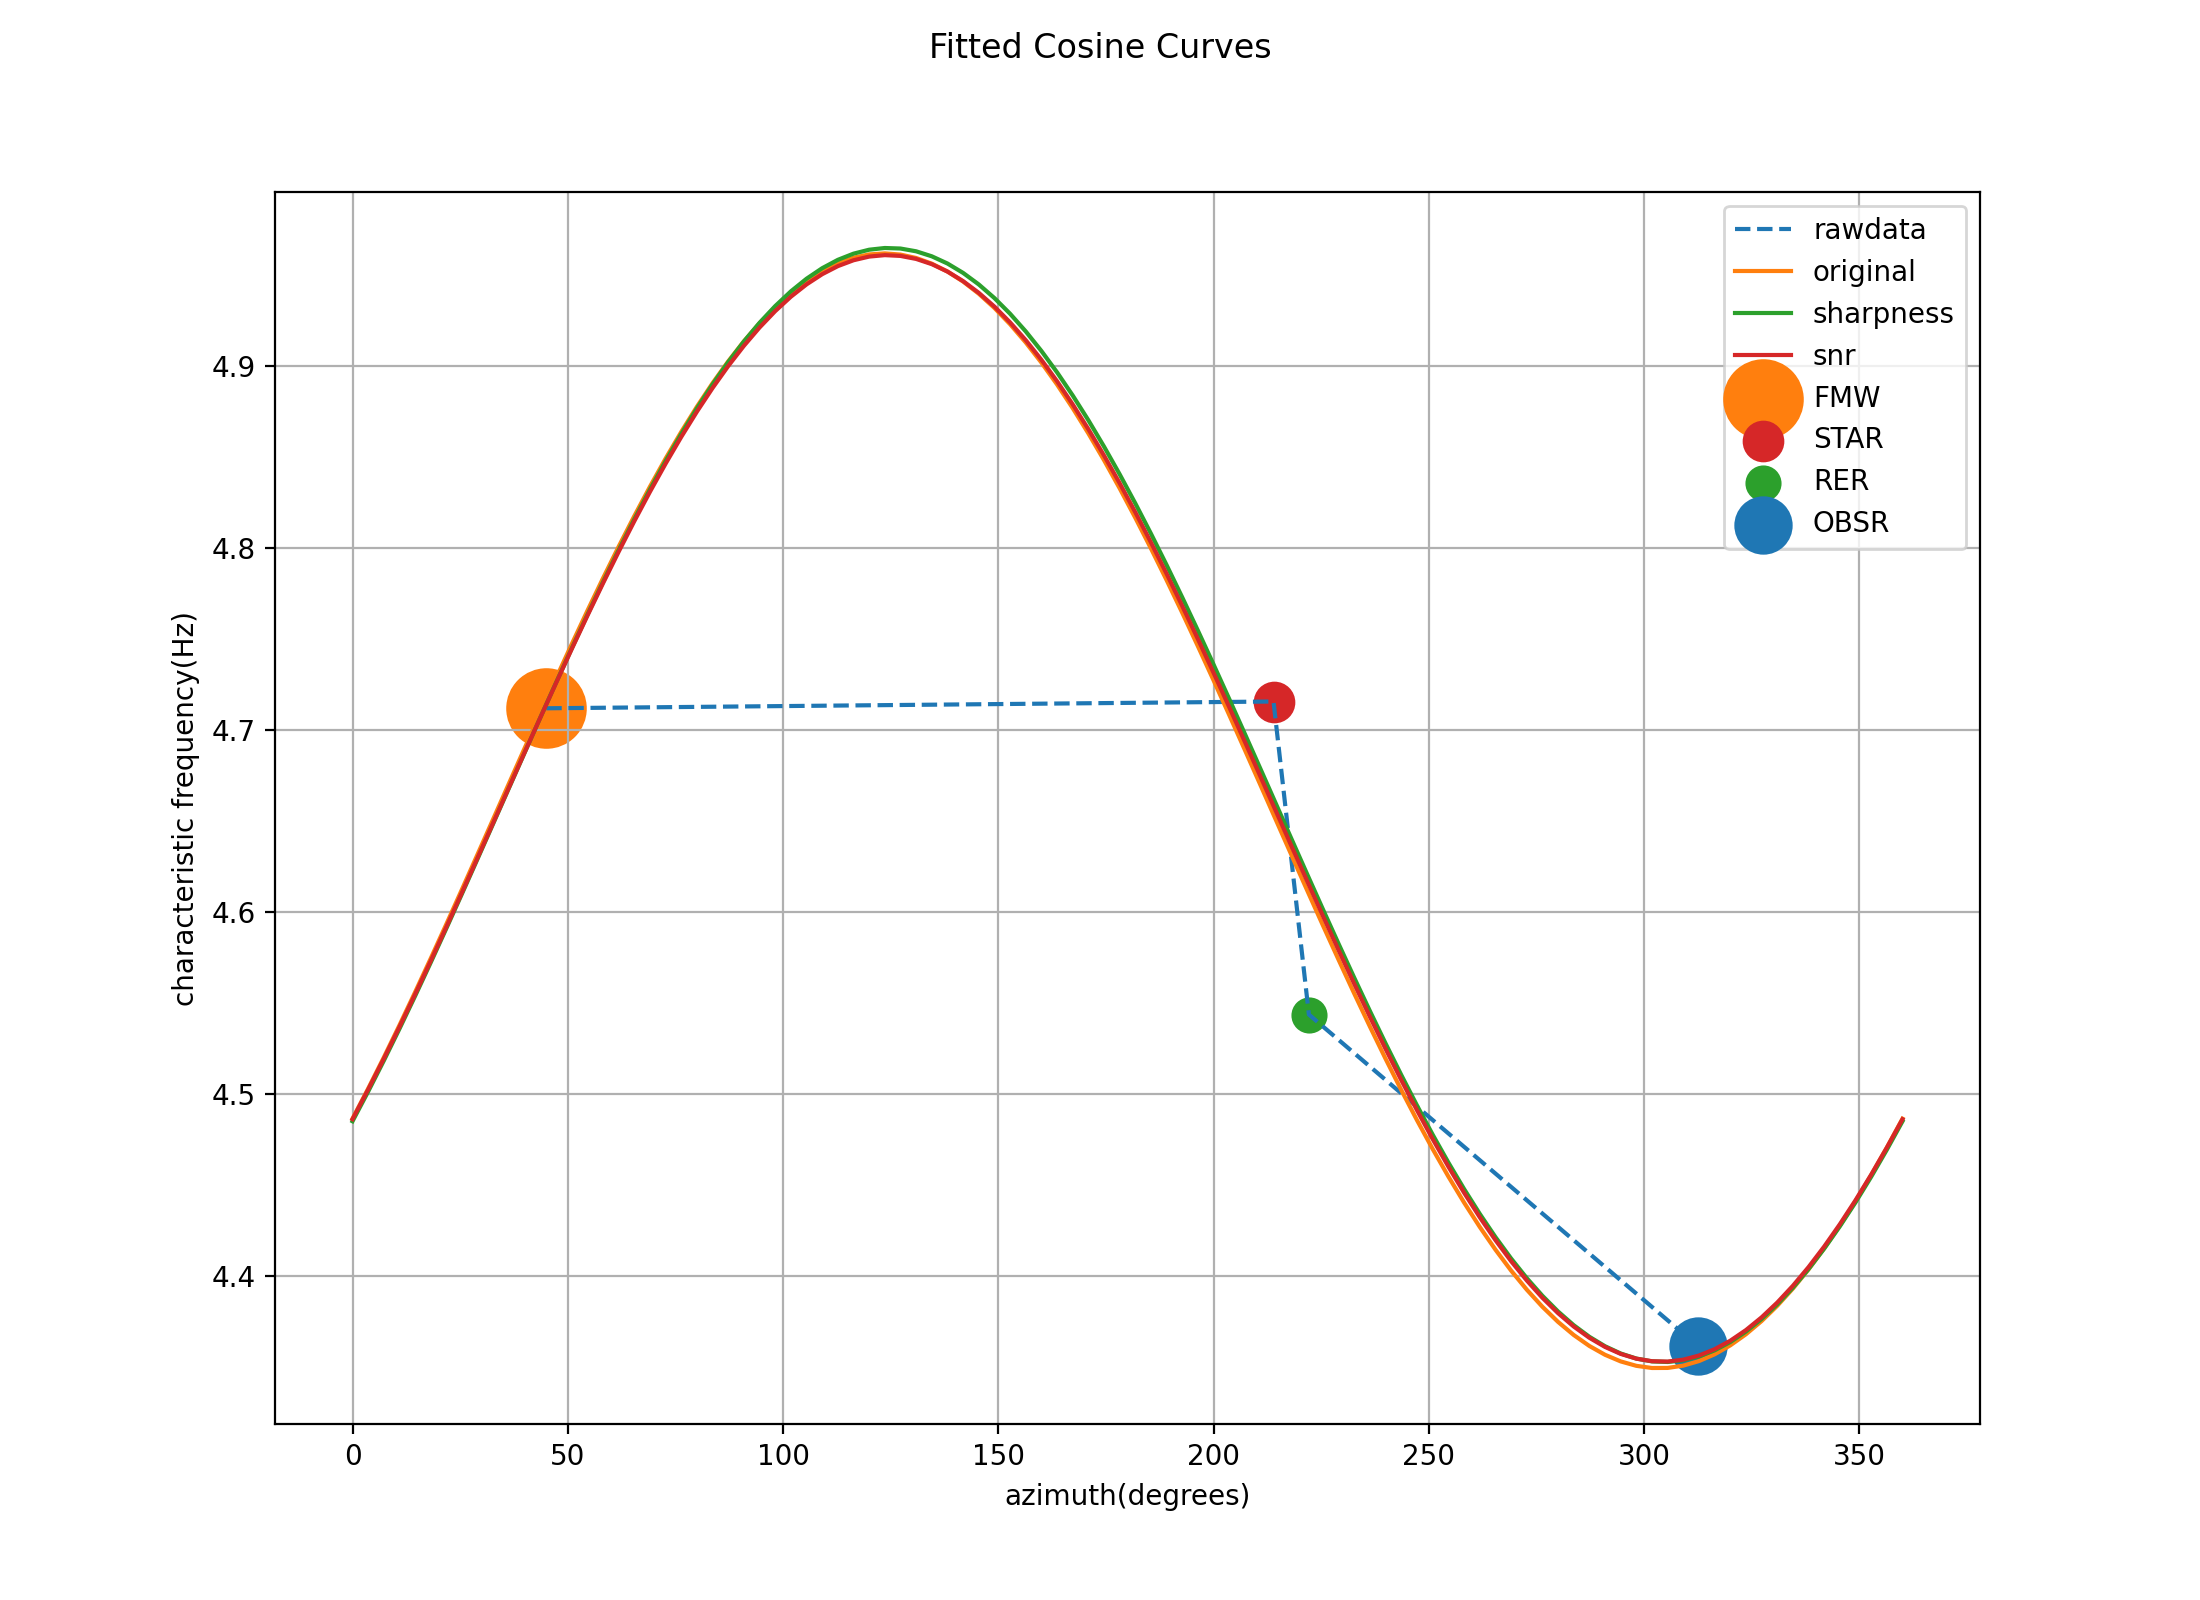 Fitted Cosine Curves
rawdata
original
sharpness
snr
FMW
STAR
RER
OBSR
4.9
4.8
4.7
4.6
4.5
4.4
characteristic frequency(Hz)
0 50 100 150 200 250 300 350
azimuth(degrees)